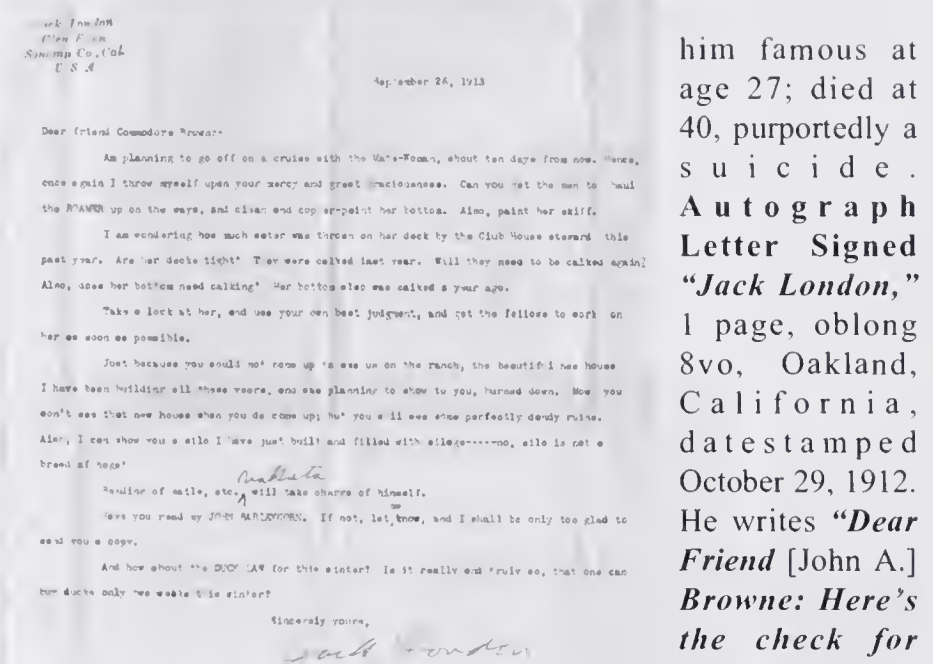 Jack London
Glen Ellen
Sonoma Co., Cal.
U S A
September 26, 1913
Dear friend Commodore Browne:-
Am planning to go off on a cruise with the Mate-Woman, about ten days from now. Hence,
once again I throw myself upon your mercy and great graciousness. Can you get the men to haul
the ROAMER up on the ways, and clean and copper-paint her bottom. Also, paint her skiff.
I am wondering how much water was thrown on her deck by the Club House steward this
past year. Are her decks tight? They were calked last year. Will they need to be calked again?
Also, does her bottom need calking? Her bottom also was calked a year ago.
Take a look at her, and use your own best judgment, and get the fellows to work on
her as soon as possible.
Just because you could not come up to see us on the ranch, the beautiful new house
I have been building all these years, and was planning to show to you, burned down. Now you
won't see that new house when you do come up; but you will see some perfectly dandy ruins.
Also, I can show you a silo I have just built and filled with silage-----no, silo is not a
breed of hogs!
Nakata
Hauling of sails, etc. will take charge of himself.
me
Have you read my JOHN BARLEYCORN. If not, let know, and I shall be only too glad to
send you a copy.
And how about the DUCK LAW for this winter? Is it really and truly so, that one can
buy ducks only two weeks this winter?
Sincerely yours,
Jack London
him famous at
age 27; died at
40, purportedly a
suicide.
Autograph
Letter Signed
“Jack London,”
1 page, oblong
8vo, Oakland,
California,
datestamped
October 29, 1912.
He writes “Dear
Friend [John A.]
Browne: Here’s
the check for